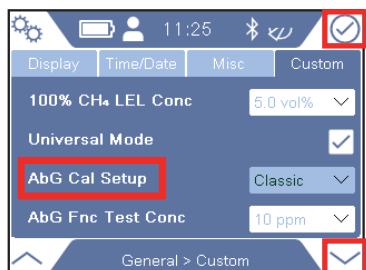 11:25
Display Time/Date Misc Custom
100% CH₄ LEL Conc 5.0 vol%
Universal Mode
AbG Cal Setup Classic
AbG Fnc Test Conc 10 ppm
General > Custom